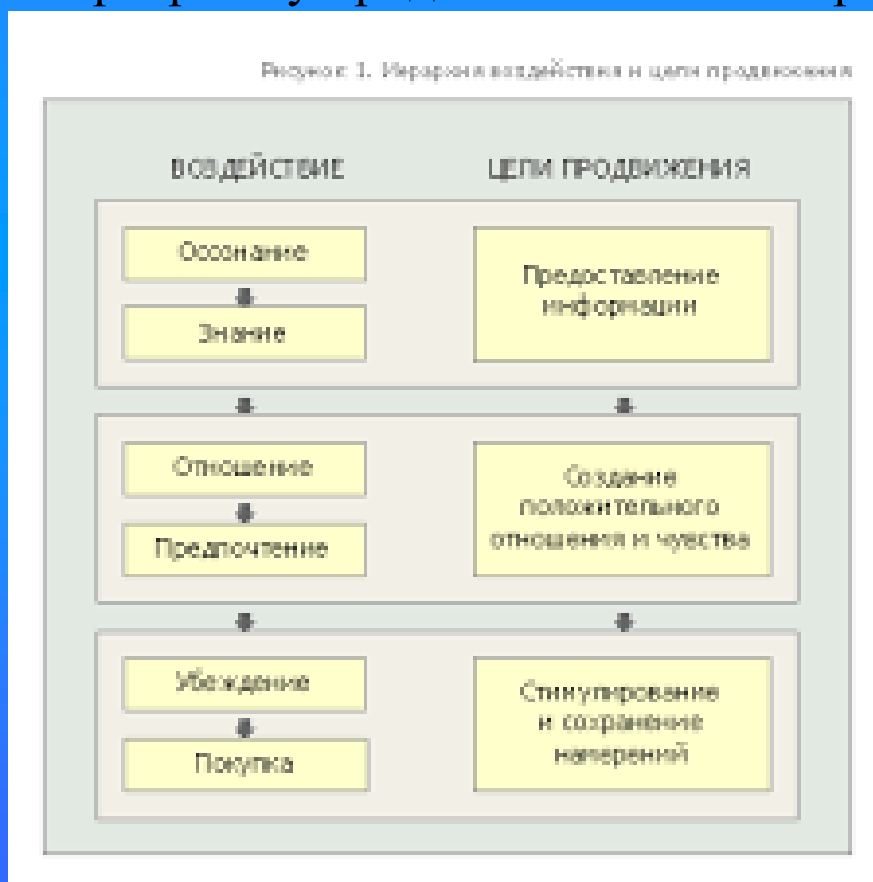 Рисунок 1. Иерархия воздействия и цели продвижения
ВОЗДЕЙСТВИЕ
ЦЕЛИ ПРОДВИЖЕНИЯ
Оссзнание
Знание
Предоставление
информации
Отношение
Предпочтение
Создание
положительного
отношения и чувства
Убеждение
Покупка
Стимулирование
и сохранение
намерений